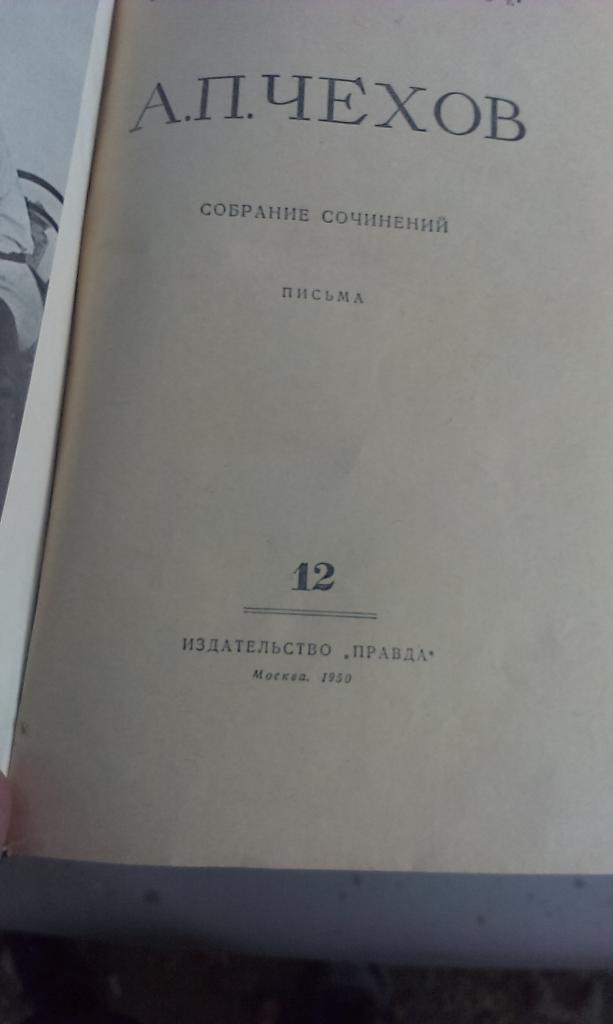 А.П.ЧЕХОВ
СОБРАНИЕ СОЧИНЕНИЙ
ПИСЬМА
12
ИЗДАТЕЛЬСТВО „ПРАВДА“
Москва. 1950